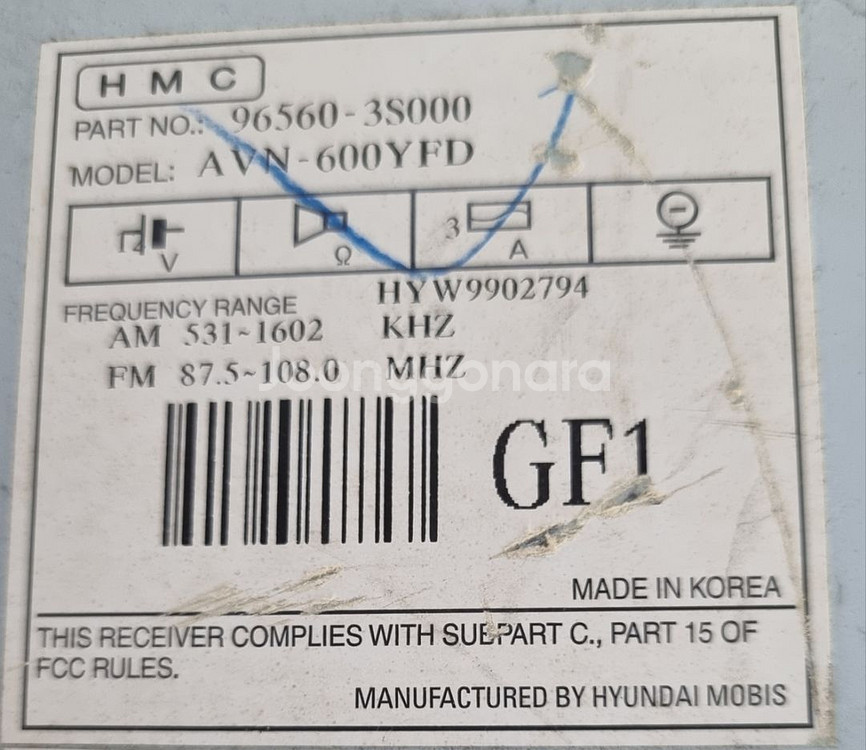 HMC
PART NO.: 96560-3S000
MODEL: AVN-600YFD
V Ω 3 A
HYW9902794
FREQUENCY RANGE
AM 531~1602 KHZ
FM 87.5~108.0 MHZ
Joonggonara
GF1
MADE IN KOREA
THIS RECEIVER COMPLIES WITH SUBPART C., PART 15 OF
FCC RULES.
MANUFACTURED BY HYUNDAI MOBIS